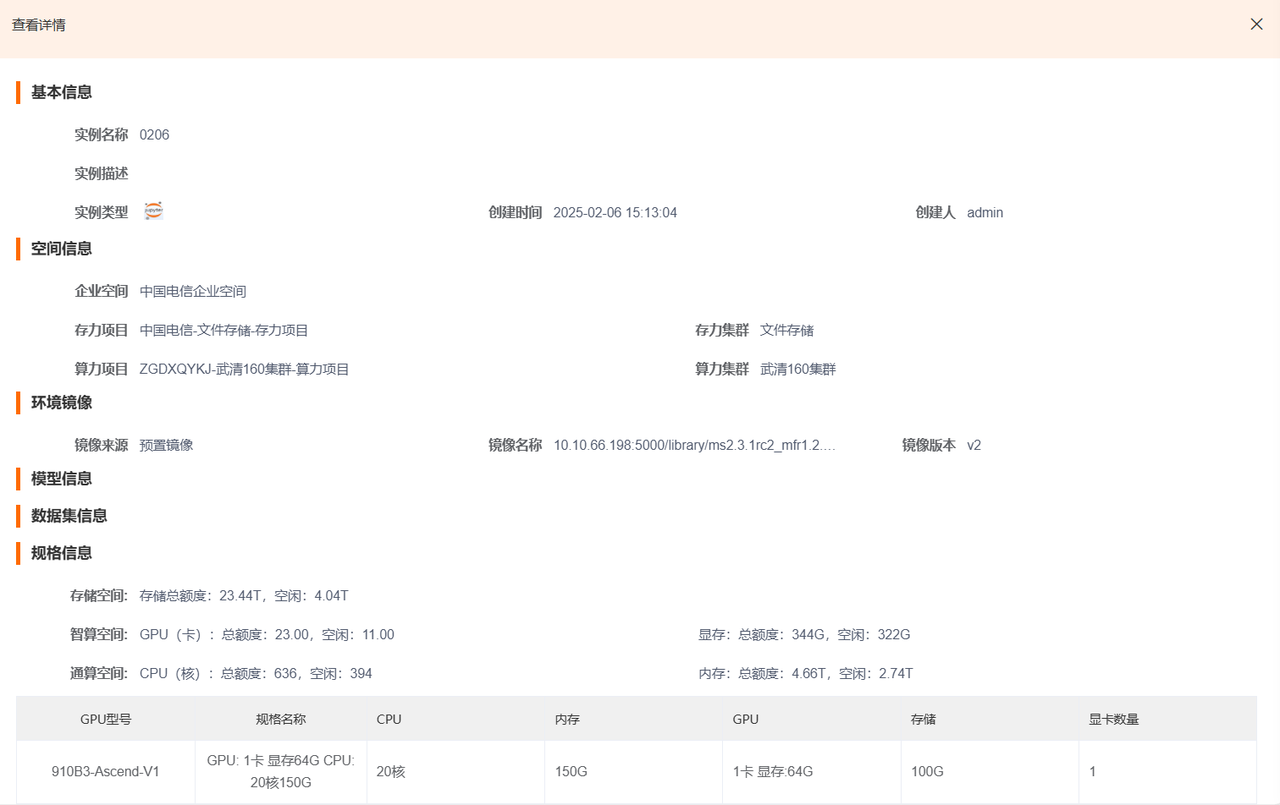 查看详情
基本信息
实例名称 0206
实例描述
实例类型 jupyter 创建时间 2025-02-06 15:13:04 创建人 admin
空间信息
企业空间 中国电信企业空间
存力项目 中国电信-文件存储-存力项目 存力集群 文件存储
算力项目 ZGDXQYKJ-武清160集群-算力项目 算力集群 武清160集群
环境镜像
镜像来源 预置镜像 镜像名称 10.10.66.198:5000/library/ms2.3.1rc2_mfr1.2.... 镜像版本 v2
模型信息
数据集信息
规格信息
存储空间: 存储总额度：23.44T，空闲：4.04T
智算空间: GPU（卡）：总额度：23.00，空闲：11.00 显存：总额度：344G，空闲：322G
通算空间: CPU（核）：总额度：636，空闲：394 内存：总额度：4.66T，空闲：2.74T
GPU型号 规格名称 CPU 内存 GPU 存储 显卡数量
910B3-Ascend-V1 GPU: 1卡 显存64G CPU: 20核 150G 1卡 显存:64G 100G 1
20核150G